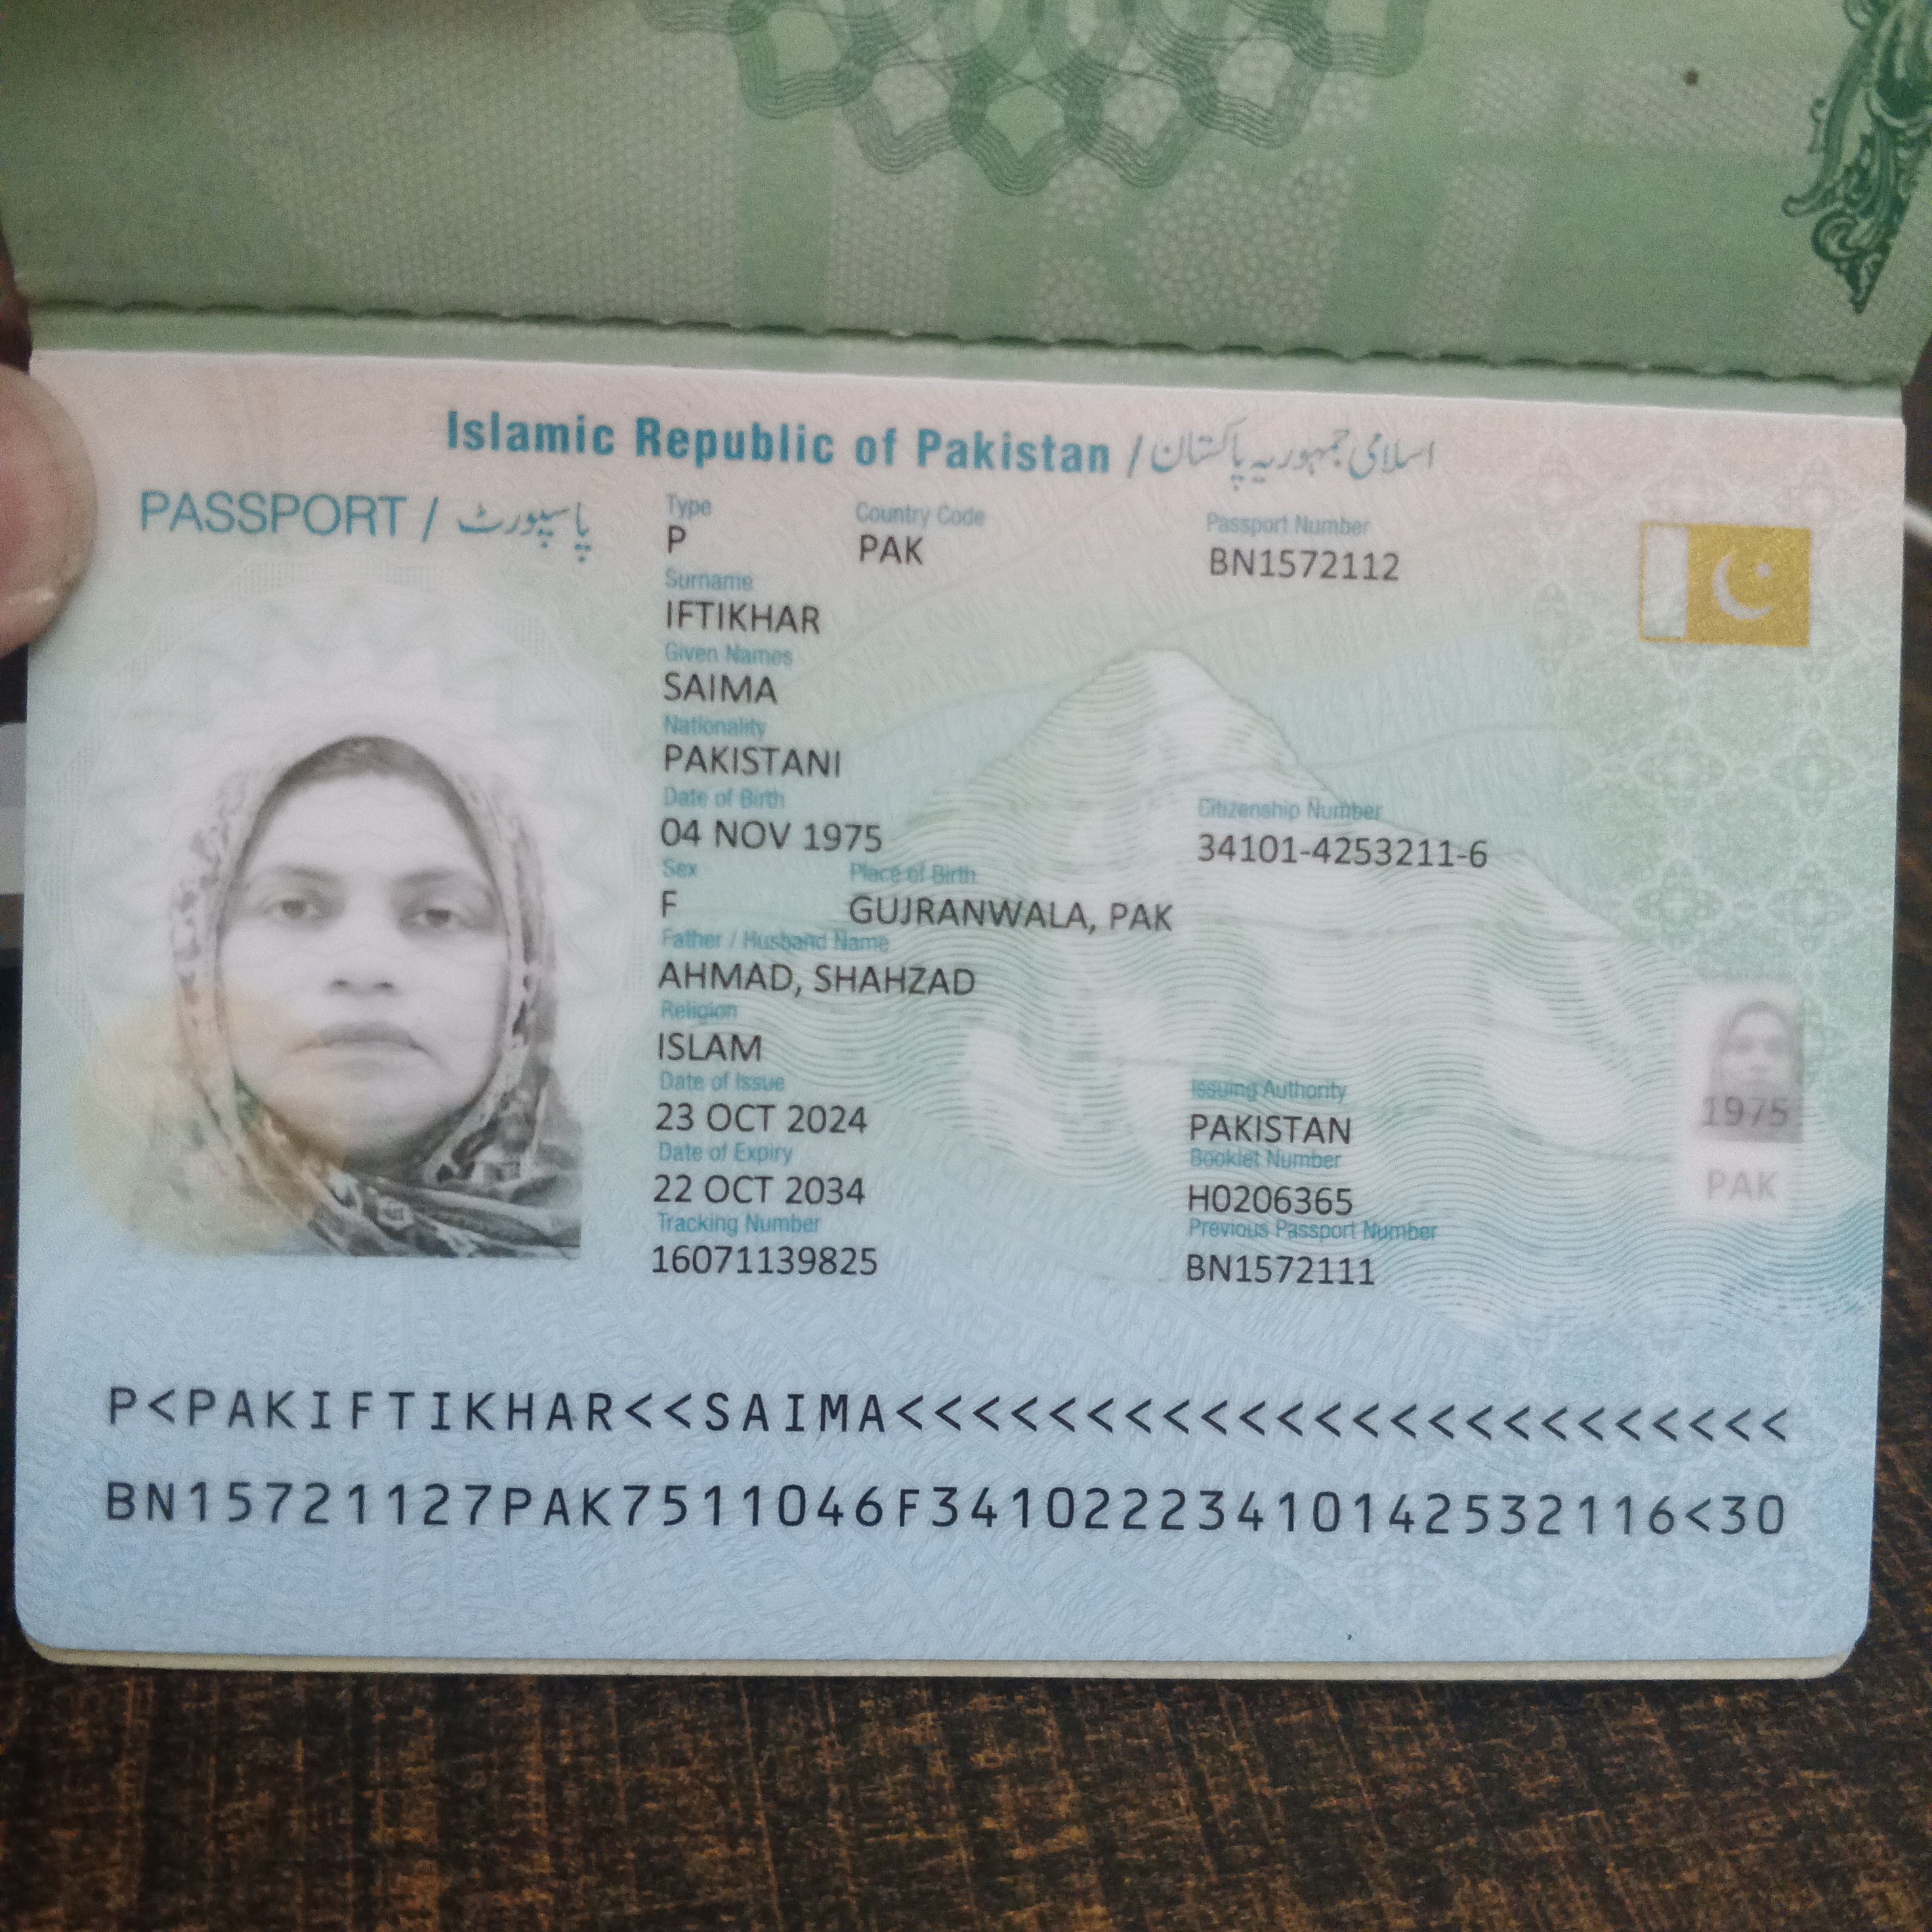 Islamic Republic of Pakistan / اسلامی جمہوریہ پاکستان
PASSPORT / پاسپورٹ
Type Country Code Passport Number
P PAK BN1572112
Surname
IFTIKHAR
Given Names
SAIMA
Nationality
PAKISTANI
Date of Birth Citizenship Number
04 NOV 1975 34101-4253211-6
Sex Place of Birth
F GUJRANWALA, PAK
Father / Husband Name
AHMAD, SHAHZAD
Religion
ISLAM
Date of Issue Issuing Authority
23 OCT 2024 PAKISTAN
Date of Expiry Booklet Number
22 OCT 2034 H0206365
Tracking Number Previous Passport Number
16071139825 BN1572111
1975
PAK
P<PAKIFTIKHAR<<SAIMA<<<<<<<<<<<<<<<<<<<<<<<<
BN15721127PAK7511046F34102223410142532116<30